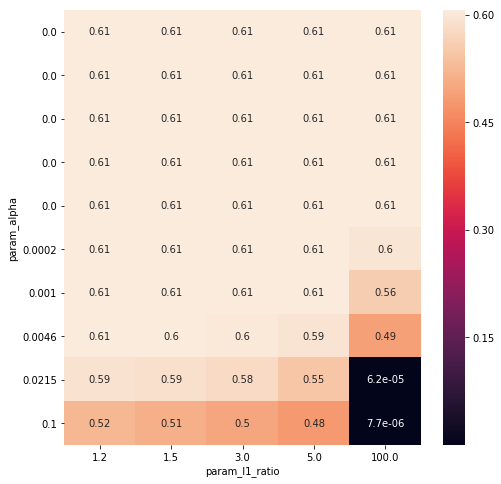 0.0 0.61 0.61 0.61 0.61 0.61 0.60
0.0 0.61 0.61 0.61 0.61 0.61
0.0 0.61 0.61 0.61 0.61 0.61 0.45
0.0 0.61 0.61 0.61 0.61 0.61
0.0 0.61 0.61 0.61 0.61 0.61
param_alpha
0.30
0.0002 0.61 0.61 0.61 0.61 0.6
0.001 0.61 0.61 0.61 0.61 0.56
0.0046 0.61 0.6 0.6 0.59 0.49 0.15
0.0215 0.59 0.59 0.58 0.55 6.2e-05
0.1 0.52 0.51 0.5 0.48 7.7e-06
1.2 1.5 3.0 5.0 100.0
param_l1_ratio